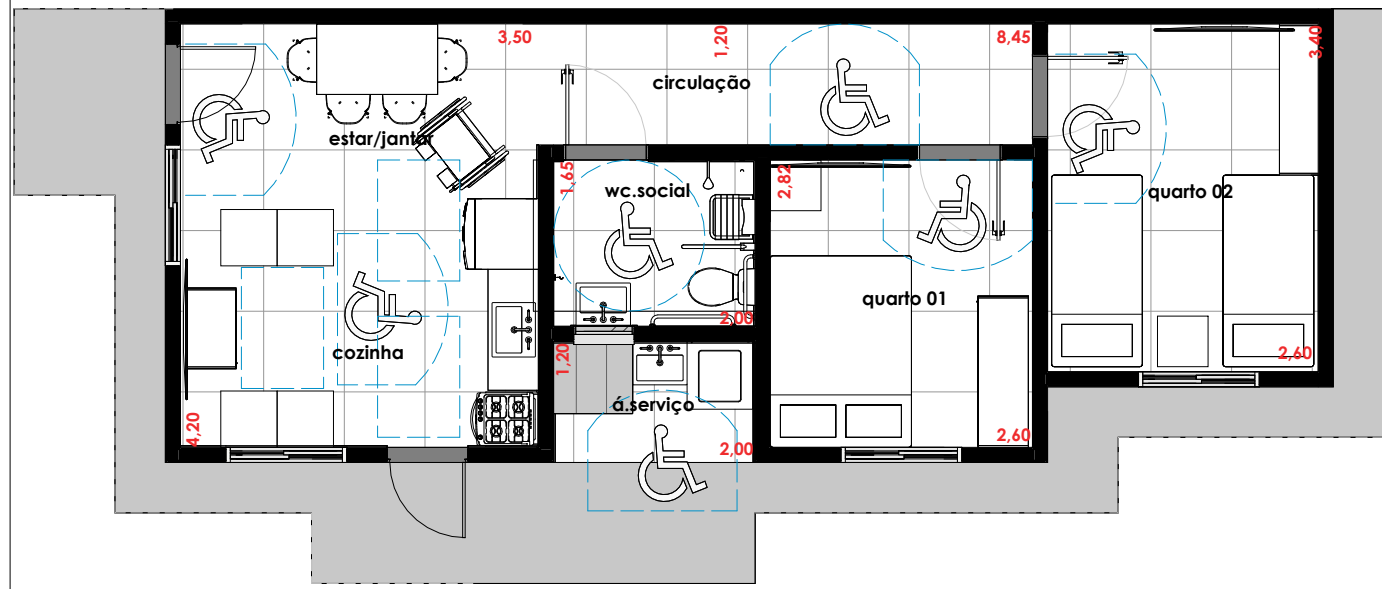 3,50
1,20
8,45
3,40
circulação
estar/jantar
1,65
wc.social
2,82
quarto 02
quarto 01
2,00
cozinha
1,20
2,60
á.serviço
4,20
2,00
2,60